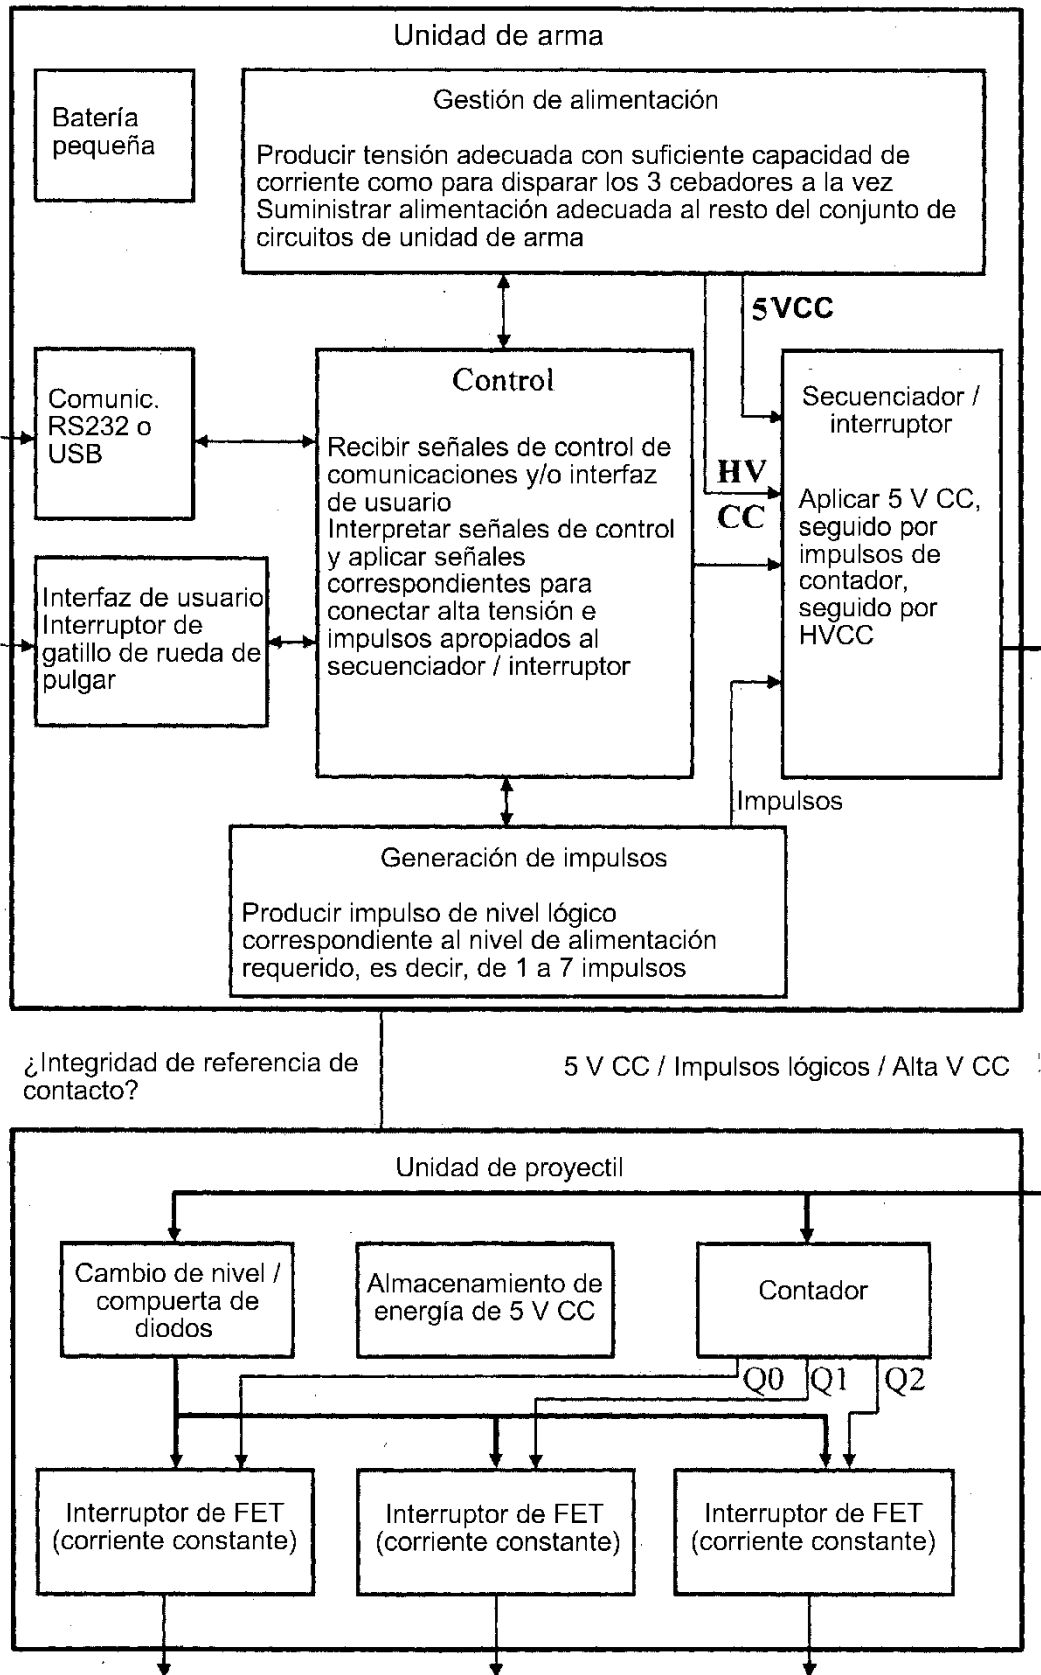 Unidad de arma
Batería
pequeña
Gestión de alimentación
Producir tensión adecuada con suficiente capacidad de
corriente como para disparar los 3 cebadores a la vez
Suministrar alimentación adecuada al resto del conjunto de
circuitos de unidad de arma
5VCC
Comunic.
RS232 o
USB
Control
Recibir señales de control de
comunicaciones y/o interfaz
de usuario
Interpretar señales de control
y aplicar señales
correspondientes para
conectar alta tensión e
impulsos apropiados al
secuenciador / interruptor
HV
CC
Secuenciador /
interruptor
Aplicar 5 V CC,
seguido por
impulsos de
contador,
seguido por
HVCC
Interfaz de usuario
Interruptor de
gatillo de rueda de
pulgar
Impulsos
Generación de impulsos
Producir impulso de nivel lógico
correspondiente al nivel de alimentación
requerido, es decir, de 1 a 7 impulsos
¿Integridad de referencia de
contacto?
5 V CC / Impulsos lógicos / Alta V CC
Unidad de proyectil
Cambio de nivel /
compuerta de
diodos
Almacenamiento de
energía de 5 V CC
Contador
Q0 Q1 Q2
Interruptor de FET
(corriente constante)
Interruptor de FET
(corriente constante)
Interruptor de FET
(corriente constante)